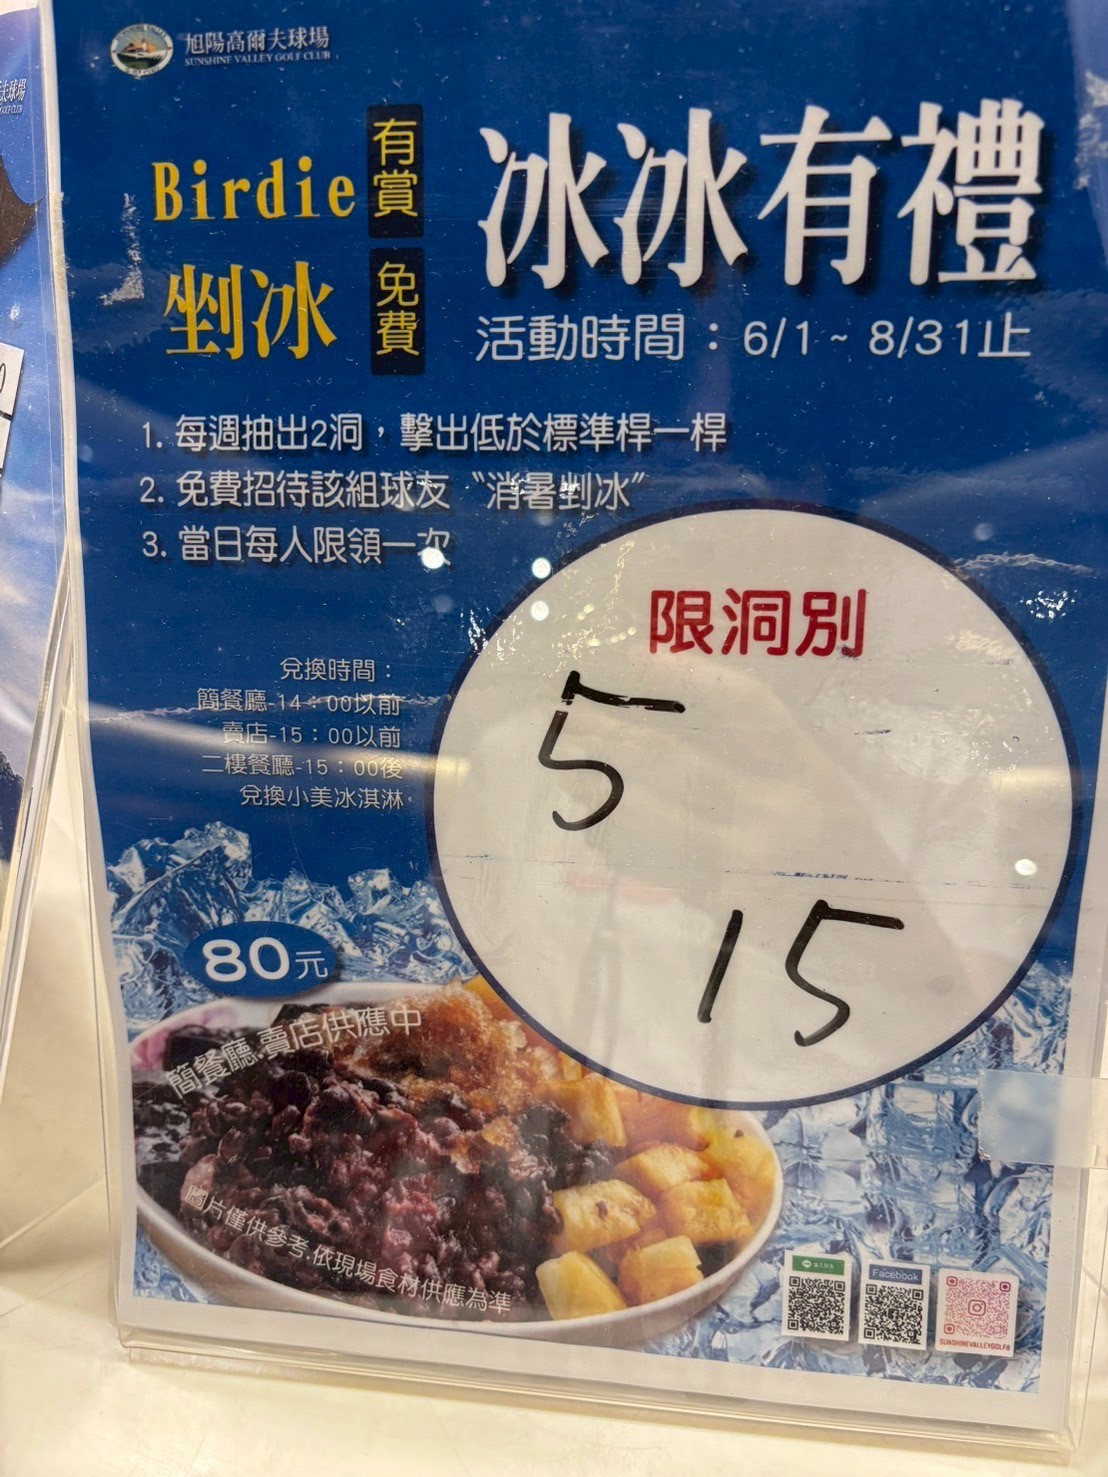 旭陽高爾夫球場
SUNSHINE VALLEY GOLF CLUB
Birdie 有賞
剉冰 免費
冰冰有禮
活動時間：6/1 ~ 8/31止
1. 每週抽出2洞，擊出低於標準桿一桿
2. 免費招待該組球友〝消暑剉冰〞
3. 當日每人限領一次
限洞別
5
15
兌換時間：
簡餐廳-14：00以前
賣店-15：00以前
二樓餐廳-15：00後
兌換小美冰淇淋
80元
簡餐廳.賣店供應中
圖片僅供參考.依現場食材供應為準
Facebook
SUNSHINEVALLEYGOLF8